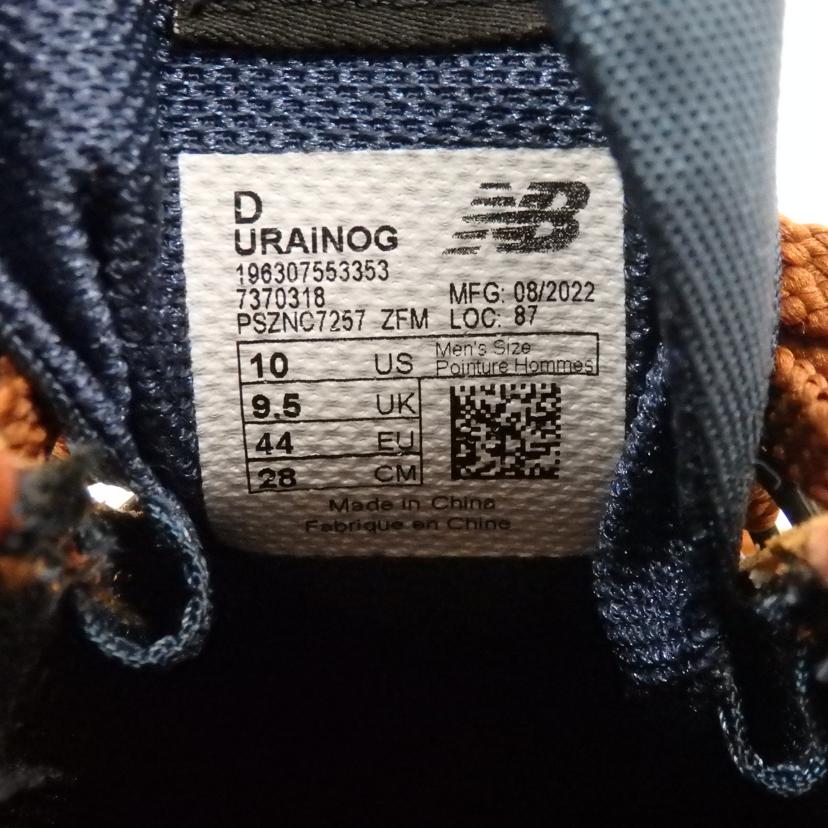 D
URAINOG
NB
196307553353
7370318
MFG: 08/2022
PSZNC7257 ZFM LOC: 87
10 US Men's Size
Pointure Hommes
9.5 UK
44 EU
28 CM
Made in China
Fabriqué en Chine